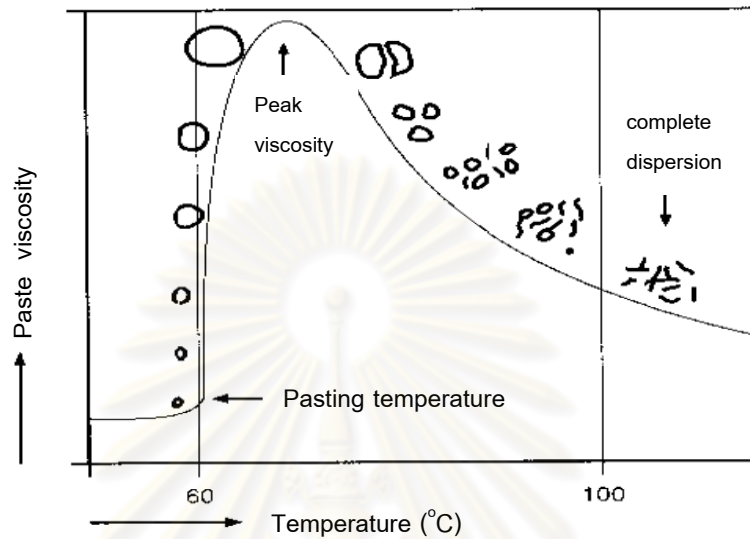 Peak
viscosity
complete
dispersion
Paste viscosity
Pasting temperature
60
100
Temperature (°C)